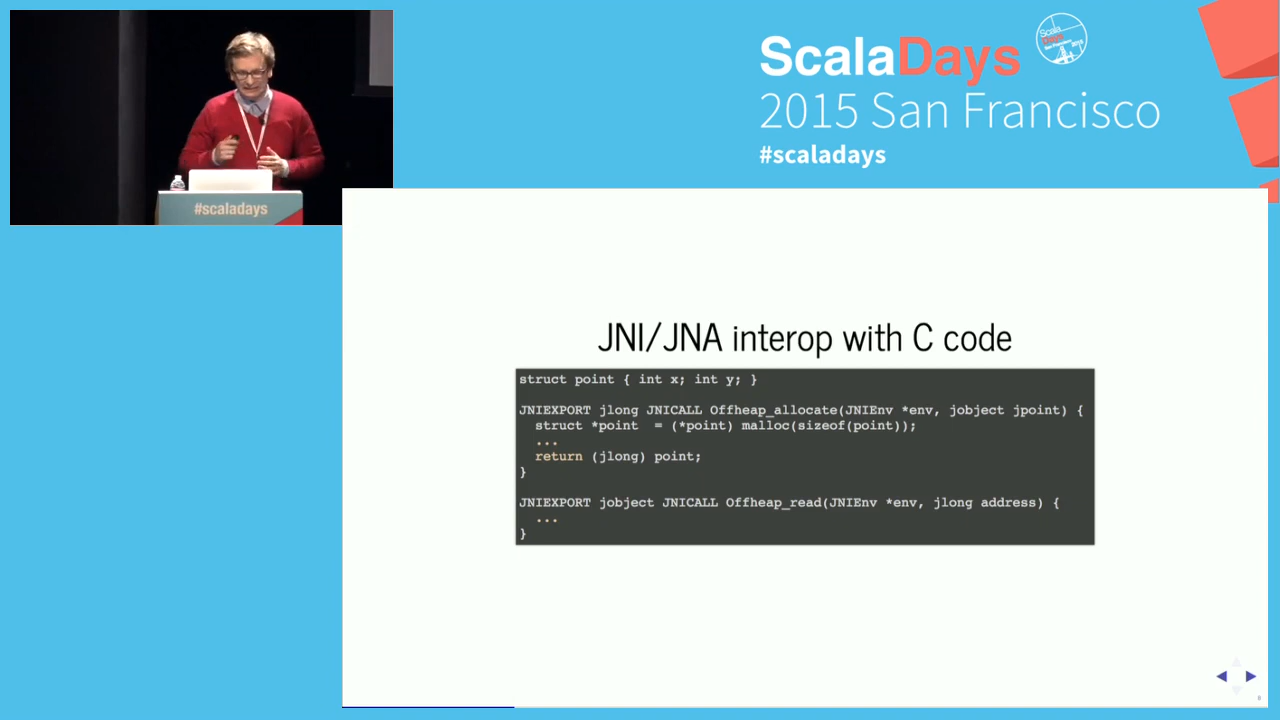 ScalaDays
2015 San Francisco
#scaladays
#scaladays
JNI/JNA interop with C code
struct point { int x; int y; }
JNIEXPORT jlong JNICALL Offheap_allocate(JNIEnv *env, jobject jpoint) {
struct *point = (*point) malloc(sizeof(point));
...
return (jlong) point;
}
JNIEXPORT jobject JNICALL Offheap_read(JNIEnv *env, jlong address) {
...
}
8